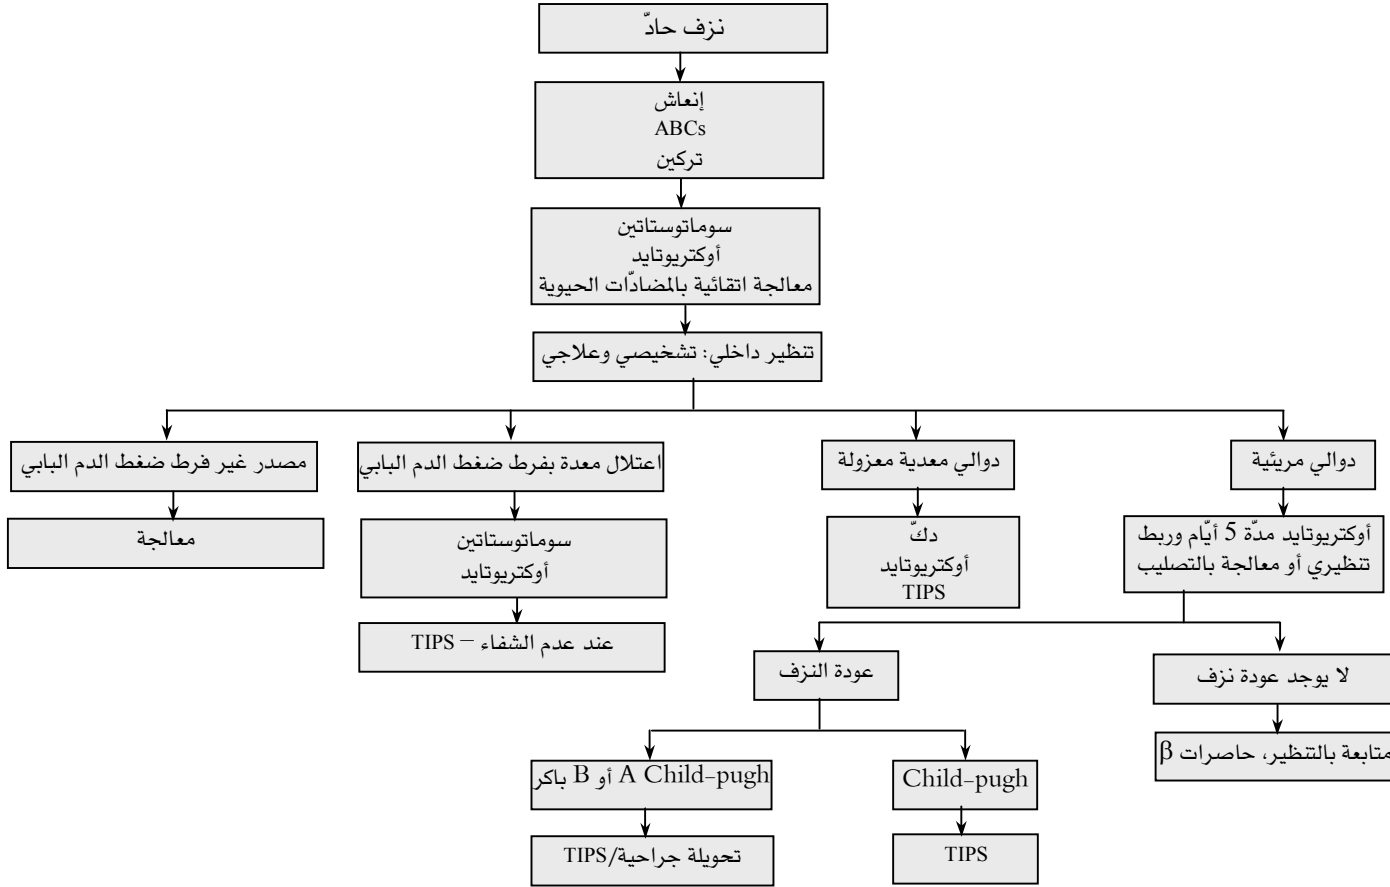 نزف حادّ
إنعاش
ABCs
تركين
سوماتوستاتين
أوكتريوتايد
معالجة اتقائية بالمضادّات الحيوية
تنظير داخلي: تشخيصي وعلاجي
دوالي مريئية
دوالي معدية معزولة
اعتلال معدة بفرط ضغط الدم البابي
مصدر غير فرط ضغط الدم البابي
أوكتريوتايد مدّة 5 أيّام وربط
تنظيري أو معالجة بالتصليب
دكّ
أوكتريوتايد
TIPS
سوماتوستاتين
أوكتريوتايد
معالجة
عند عدم الشفاء – TIPS
لا يوجد عودة نزف
عودة النزف
متابعة بالتنظير، حاصرات β
Child-pugh
A Child-pugh أو B باكر
TIPS
تحويلة جراحية/TIPS